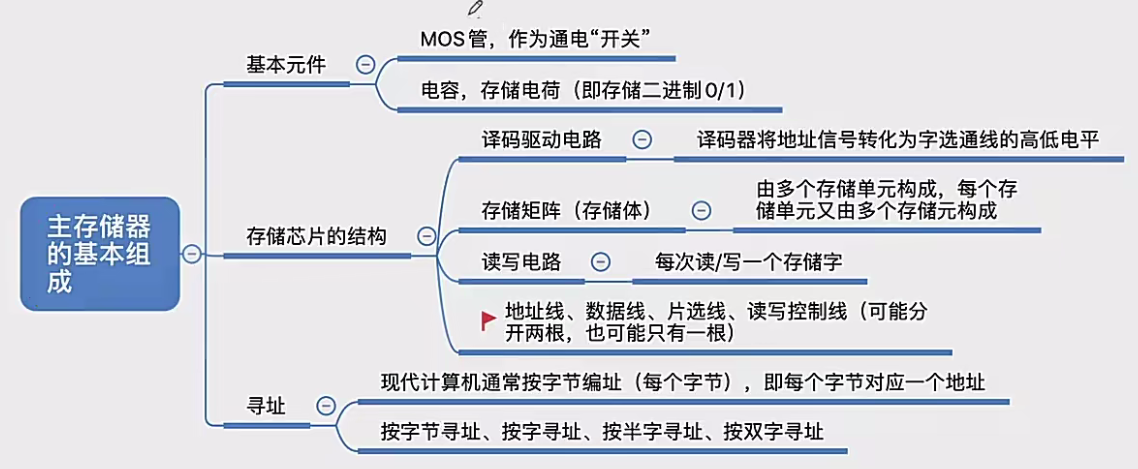 MOS管，作为通电“开关”
基本元件
电容，存储电荷（即存储二进制0/1）
译码驱动电路
译码器将地址信号转化为字选通线的高低电平
主存储器
的基本组
成
存储芯片的结构
存储矩阵（存储体）
由多个存储单元构成，每个存
储单元又由多个存储元构成
读写电路
每次读/写一个存储字
地址线、数据线、片选线、读写控制线（可能分
开两根，也可能只有一根）
寻址
现代计算机通常按字节编址（每个字节），即每个字节对应一个地址
按字节寻址、按字寻址、按半字寻址、按双字寻址